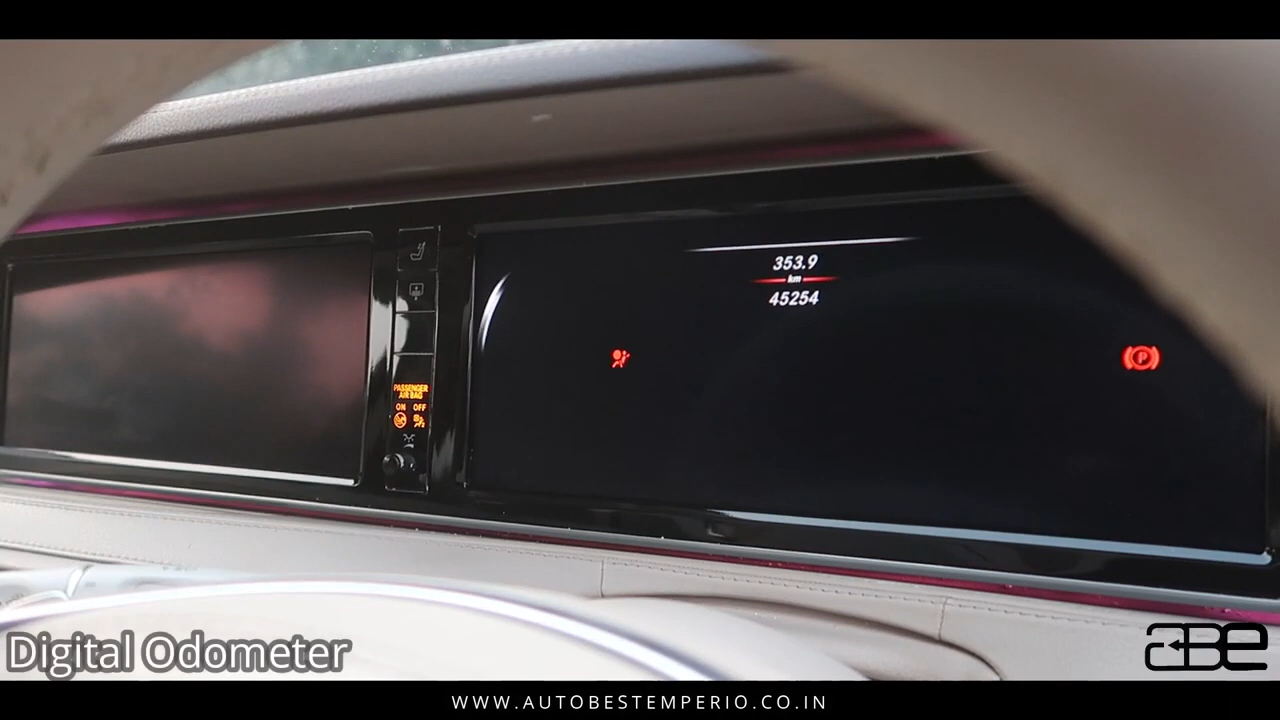 353.9
km
45254
PASSENGER
AIR BAG
ON OFF
P
Digital Odometer
ABE
WWW.AUTOBESTEMPERIO.CO.IN